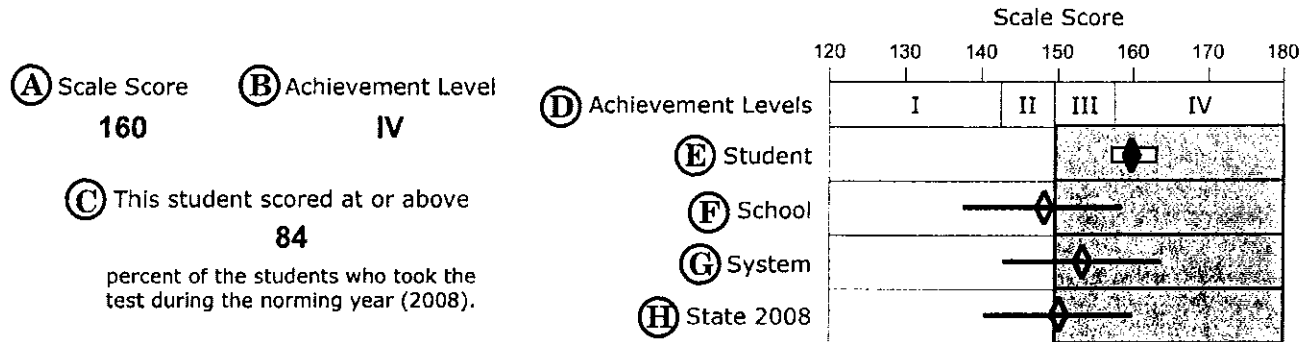 Scale Score
120 130 140 150 160 170 180
A Scale Score
160
B Achievement Level
IV
C This student scored at or above
84
percent of the students who took the
test during the norming year (2008).
D Achievement Levels I II III IV
E Student
F School
G System
H State 2008